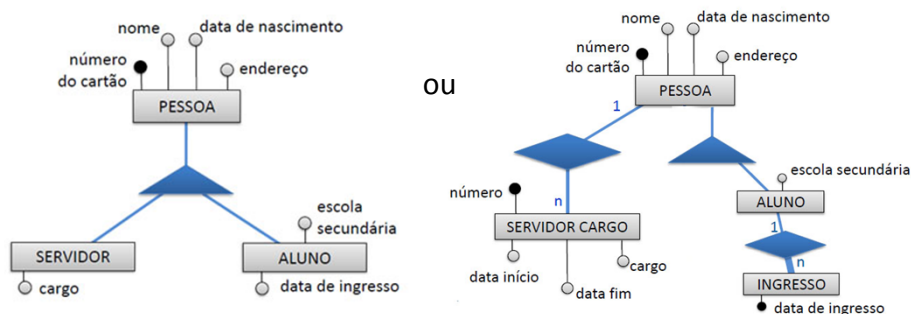 nome
data de nascimento
número
do cartão
endereço
PESSOA
escola
secundária
SERVIDOR
ALUNO
cargo
data de ingresso
ou
nome
data de nascimento
número
do cartão
endereço
PESSOA
1
escola secundária
número
ALUNO
n
1
SERVIDOR CARGO
n
cargo
data início
INGRESSO
data fim
data de ingresso